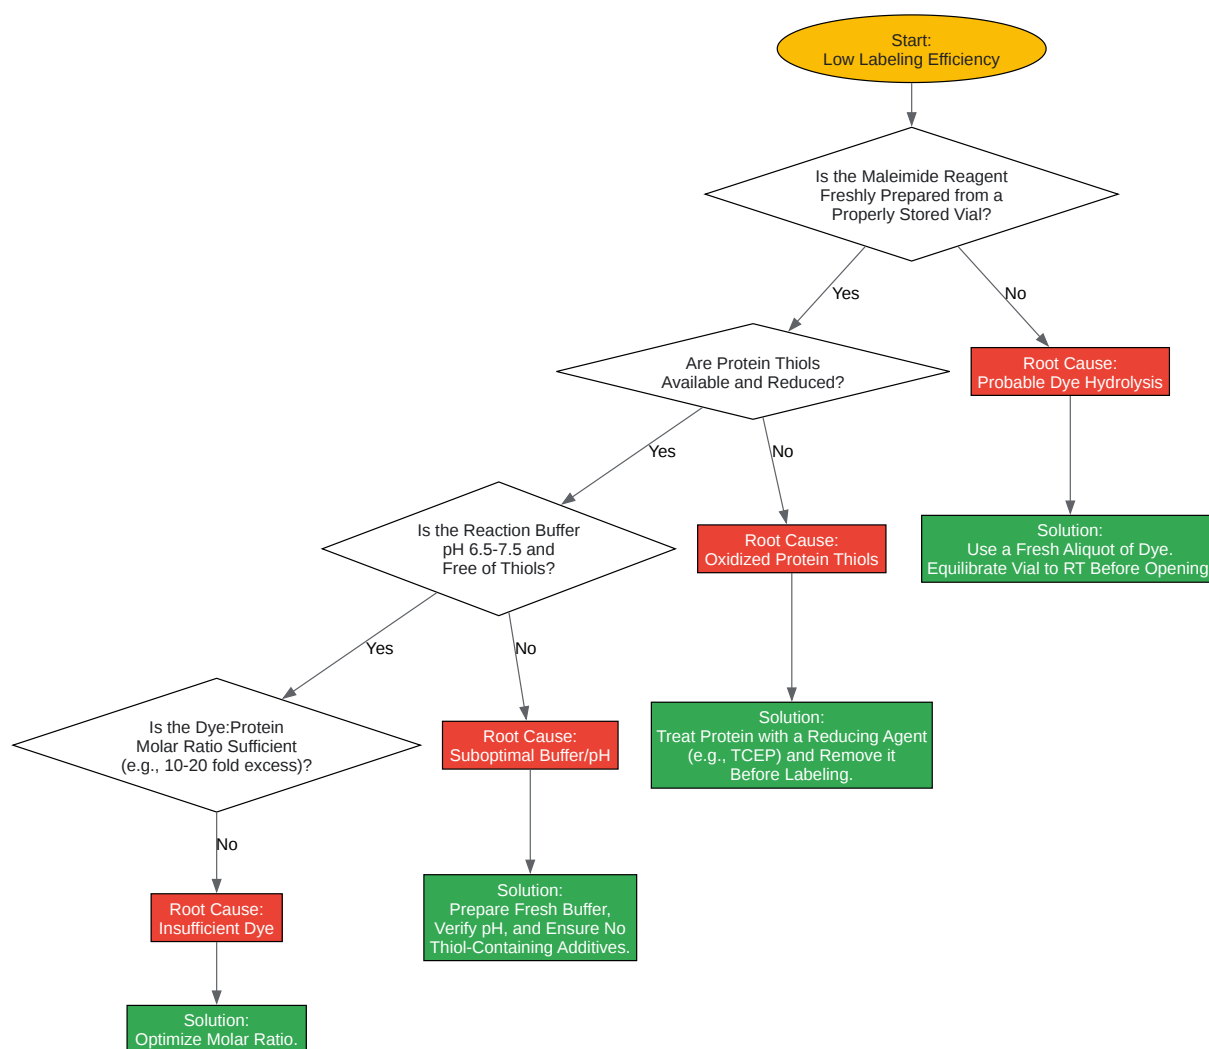 Start:
Low Labeling Efficiency
Is the Maleimide Reagent
Freshly Prepared from a
Properly Stored Vial?
Yes
No
Are Protein Thiols
Available and Reduced?
Root Cause:
Probable Dye Hydrolysis
Yes
No
Is the Reaction Buffer
pH 6.5-7.5 and
Free of Thiols?
Root Cause:
Oxidized Protein Thiols
Solution:
Use a Fresh Aliquot of Dye.
Equilibrate Vial to RT Before Opening
Yes
No
Is the Dye:Protein
Molar Ratio Sufficient
(e.g., 10-20 fold excess)?
Root Cause:
Suboptimal Buffer/pH
Solution:
Treat Protein with a Reducing Agent
(e.g., TCEP) and Remove it
Before Labeling.
No
Root Cause:
Insufficient Dye
Solution:
Prepare Fresh Buffer,
Verify pH, and Ensure No
Thiol-Containing Additives.
Solution:
Optimize Molar Ratio.